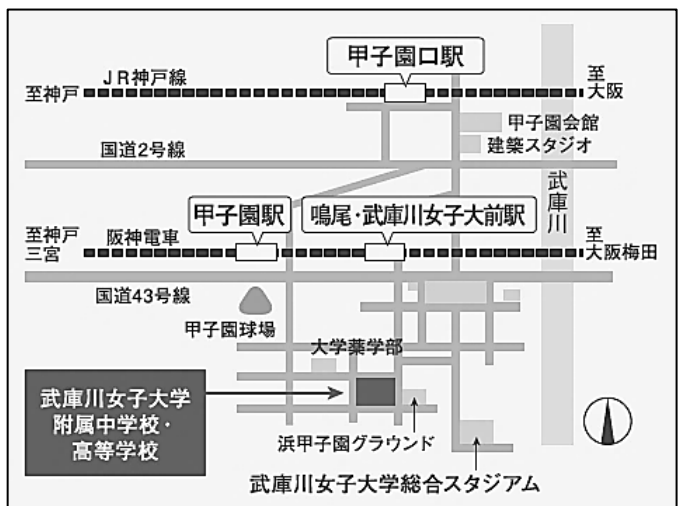 甲子園口駅
JR神戸線
至神戸
至
大阪
甲子園会館
建築スタジオ
国道2号線
武庫川
甲子園駅
鳴尾・武庫川女子大前駅
至神戸
三宮
阪神電車
至
大阪梅田
国道43号線
甲子園球場
大学薬学部
武庫川女子大学
附属中学校・
高等学校
浜甲子園グラウンド
武庫川女子大学総合スタジアム